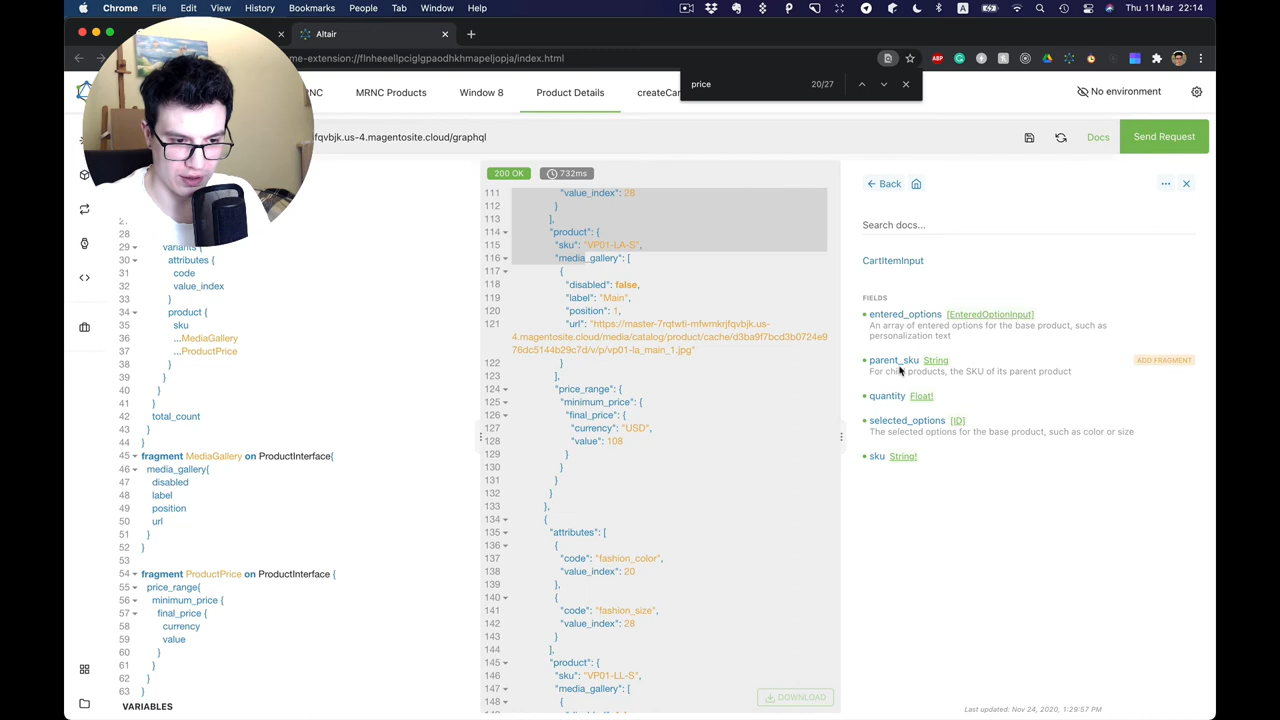 Chrome File Edit View History Bookmarks People Tab Window Help Thu 11 Mar 22:14
Altair
me-extension://flnheeellpciglgpaodhkhmapeljopja/index.html
price 20/27
RNC MRNC Products Window 8 Product Details createCar No environment
fqvbjk.us-4.magentosite.cloud/graphql Docs Send Request
200 OK 732ms
28
29 variants {
30 attributes {
31 code
32 value_index
33 }
34 product {
35 sku
36 ...MediaGallery
37 ...ProductPrice
38 }
39 }
40 }
41 }
42 total_count
43 }
44 }
45 fragment MediaGallery on ProductInterface{
46 media_gallery{
47 disabled
48 label
49 position
50 url
51 }
52 }
53
54 fragment ProductPrice on ProductInterface {
55 price_range{
56 minimum_price {
57 final_price {
58 currency
59 value
60 }
61 }
62 }
63 }
VARIABLES
111 "value_index": 28
112 }
113 ],
114 "product": {
115 "sku": "VP01-LA-S",
116 "media_gallery": [
117 {
118 "disabled": false,
119 "label": "Main",
120 "position": 1,
121 "url": "https://master-7rqtwti-mfwmkrjfqvbjk.us-
4.magentosite.cloud/media/catalog/product/cache/d3ba9f7bcd3b0724e9
76dc5144b29c7d/v/p/vp01-la_main_1.jpg"
122 }
123 ],
124 "price_range": {
125 "minimum_price": {
126 "final_price": {
127 "currency": "USD",
128 "value": 108
129 }
130 }
131 }
132 }
133 },
134 {
135 "attributes": [
136 {
137 "code": "fashion_color",
138 "value_index": 20
139 },
140 {
141 "code": "fashion_size",
142 "value_index": 28
143 }
144 ],
145 "product": {
146 "sku": "VP01-LL-S",
147 "media_gallery": [
148 {
DOWNLOAD
Back
Search docs...
CartItemInput
FIELDS
entered_options [EnteredOptionInput]
An array of entered options for the base product, such as
personalization text
parent_sku String ADD FRAGMENT
For child products, the SKU of its parent product
quantity Float!
selected_options [ID]
The selected options for the base product, such as color or size
sku String!
Last updated: Nov 24, 2020, 1:29:57 PM